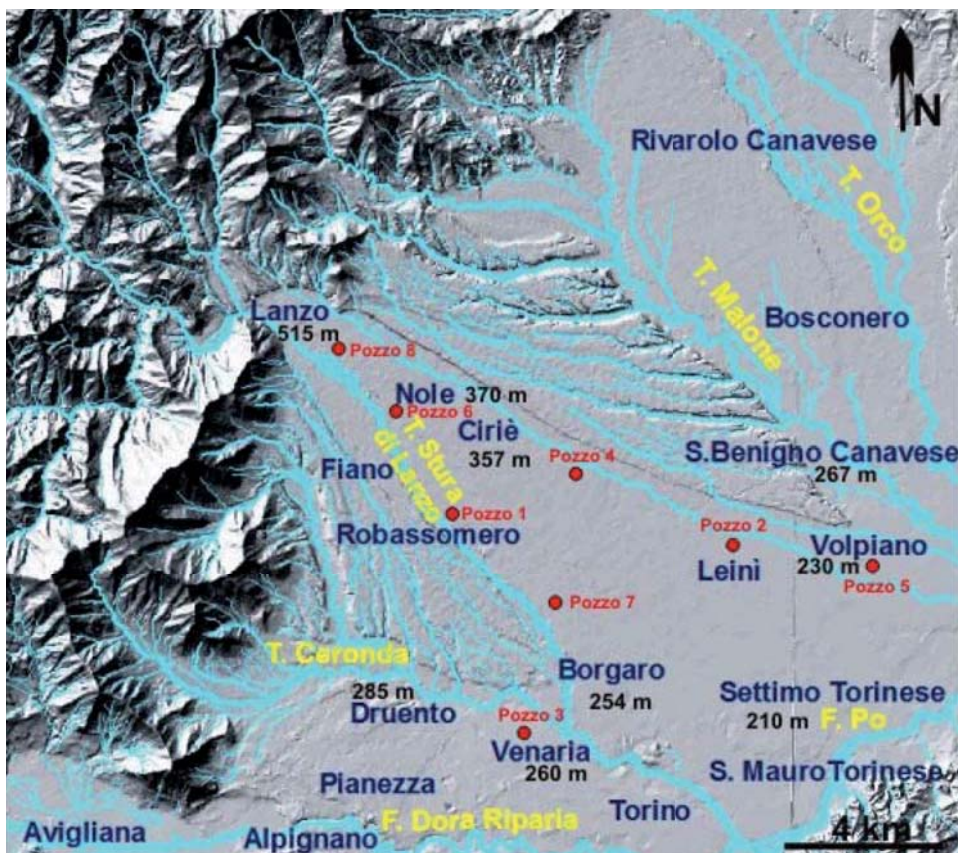 N
Rivarolo Canavese
T. Orco
T. Malone
Lanzo
515 m
Pozzo 8
Bosconero
Nole
370 m
Pozzo 6
Ciriè
357 m
T. Stura
di Lanzo
Pozzo 4
S.Benigno Canavese
267 m
Fiano
Pozzo 1
Robassomero
Pozzo 2
Leinì
Volpiano
230 m
Pozzo 5
Pozzo 7
T. Ceronda
285 m
Druento
Borgaro
254 m
Settimo Torinese
210 m
F. Po
Pozzo 3
Venaria
260 m
Pianezza
S. Mauro Torinese
Torino
F. Dora Riparia
Avigliana
Alpignano
4 km